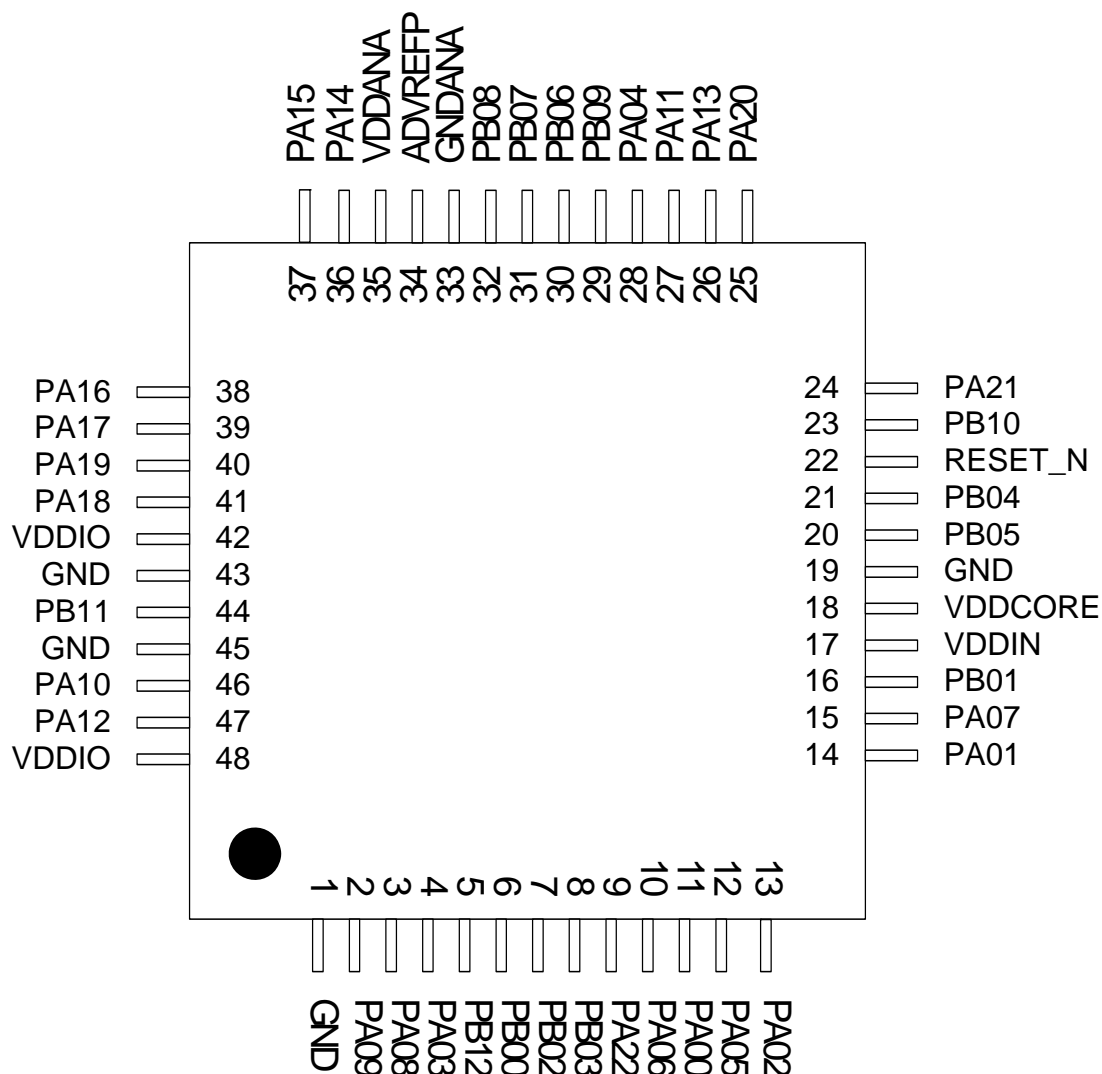 PA15 PA14 VDDANA ADVREFP GNDANA PB08 PB07 PB06 PB09 PA04 PA11 PA13 PA20
37 36 35 34 33 32 31 30 29 28 27 26 25
PA16 38 24 PA21
PA17 39 23 PB10
PA19 40 22 RESET_N
PA18 41 21 PB04
VDDIO 42 20 PB05
GND 43 19 GND
PB11 44 18 VDDCORE
GND 45 17 VDDIN
PA10 46 16 PB01
PA12 47 15 PA07
VDDIO 48 14 PA01
1 2 3 4 5 6 7 8 9 10 11 12 13
GND PA09 PA08 PA03 PB12 PB00 PB02 PB03 PA22 PA06 PA00 PA05 PA02